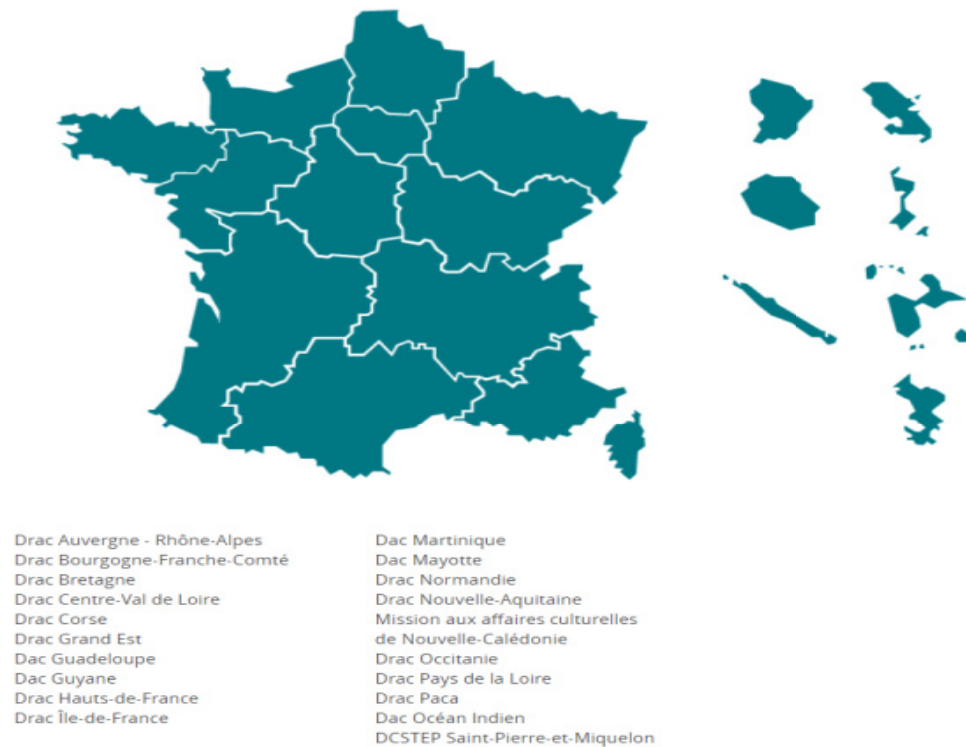 Drac Auvergne - Rhône-Alpes
Drac Bourgogne-Franche-Comté
Drac Bretagne
Drac Centre-Val de Loire
Drac Corse
Drac Grand Est
Dac Guadeloupe
Dac Guyane
Drac Hauts-de-France
Drac Île-de-France
Dac Martinique
Dac Mayotte
Drac Normandie
Drac Nouvelle-Aquitaine
Mission aux affaires culturelles
de Nouvelle-Calédonie
Drac Occitanie
Drac Pays de la Loire
Drac Paca
Dac Océan Indien
DCSTEP Saint-Pierre-et-Miquelon